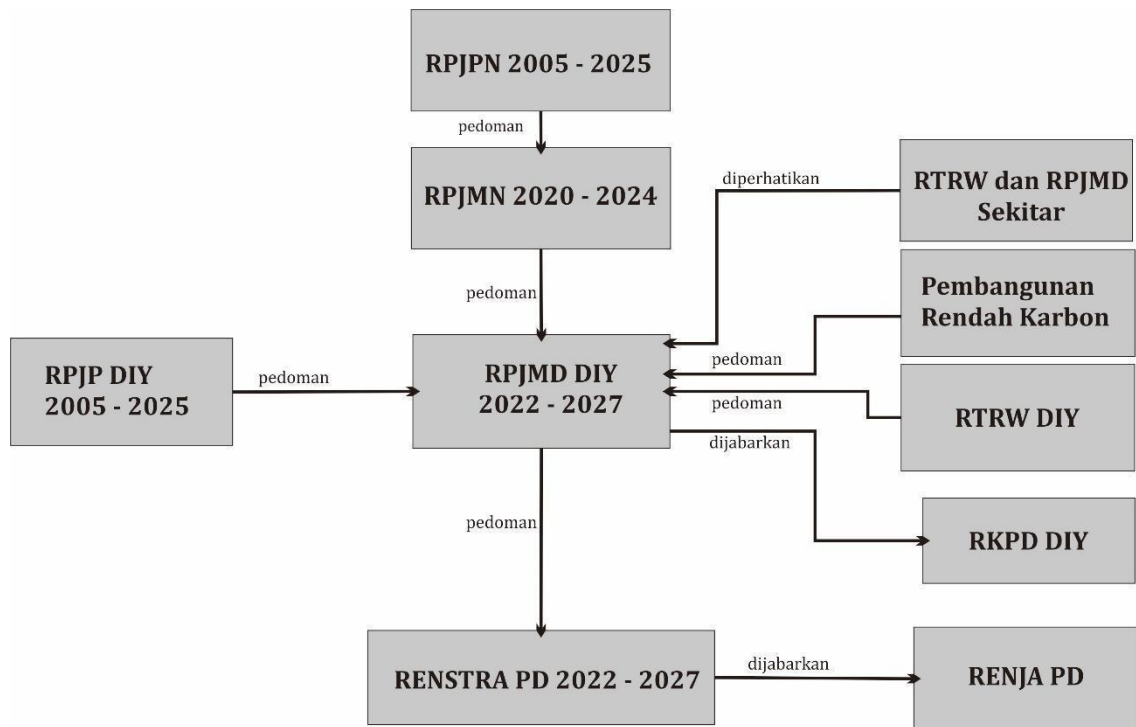 RPJPN 2005 - 2025
pedoman
RPJMN 2020 - 2024
diperhatikan
RTRW dan RPJMD
Sekitar
pedoman
Pembangunan
Rendah Karbon
RPJP DIY
2005 - 2025
pedoman
RPJMD DIY
2022 - 2027
pedoman
pedoman
RTRW DIY
dijabarkan
pedoman
RKPD DIY
RENSTRA PD 2022 - 2027
dijabarkan
RENJA PD